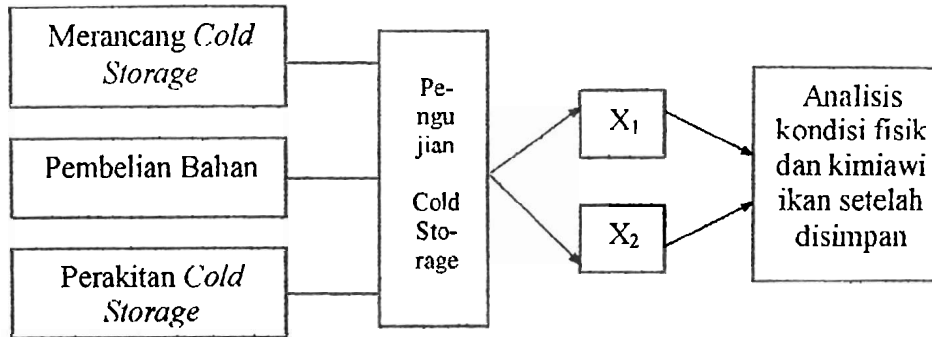 Merancang Cold
Storage
Pembelian Bahan
Perakitan Cold
Storage
Pe-
ngu
jian
Cold
Sto-
rage
X₁
X₂
Analisis
kondisi fisik
dan kimiawi
ikan setelah
disimpan